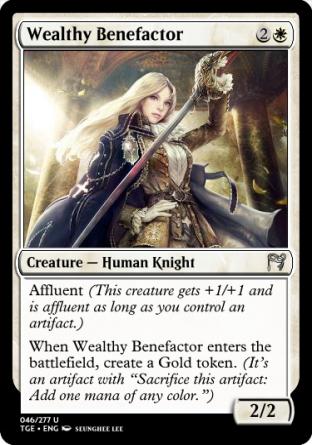 Wealthy Benefactor 2
Creature — Human Knight
Affluent (This creature gets +1/+1 and
is affluent as long as you control an
artifact.)
When Wealthy Benefactor enters the
battlefield, create a Gold token. (It's
an artifact with “Sacrifice this artifact:
Add one mana of any color.”)
2/2
046/277 U
TGE • ENG SEUNGHEE LEE